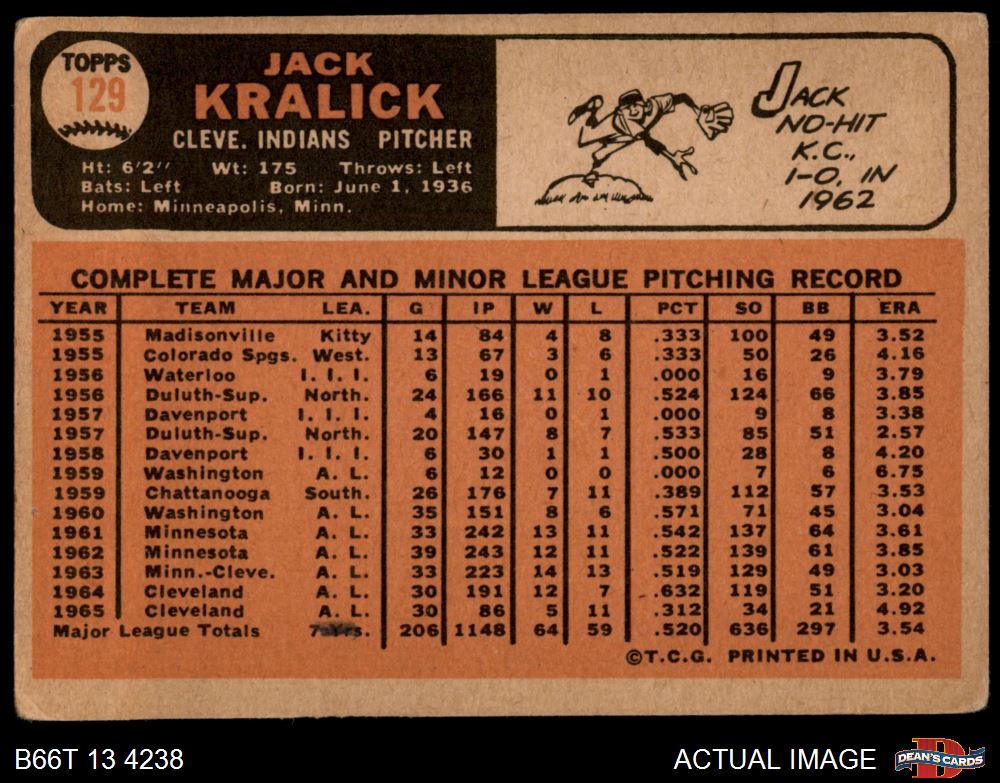 TOPPS
129
JACK
KRALICK
CLEVE. INDIANS PITCHER
Ht: 6'2" Wt: 175 Throws: Left
Bats: Left Born: June 1, 1936
Home: Minneapolis, Minn.
JACK
NO-HIT
K.C.,
1-0, IN
1962
COMPLETE MAJOR AND MINOR LEAGUE PITCHING RECORD
YEAR TEAM LEA. G IP W L PCT SO BB ERA
1955 Madisonville Kitty 14 84 4 8 .333 100 49 3.52
1955 Colorado Spgs. West. 13 67 3 6 .333 50 26 4.16
1956 Waterloo I. I. I. 6 19 0 1 .000 16 9 3.79
1956 Duluth-Sup. North. 24 166 11 10 .524 124 66 3.85
1957 Davenport I. I. I. 4 16 0 1 .000 9 8 3.38
1957 Duluth-Sup. North. 20 147 8 7 .533 85 51 2.57
1958 Davenport I. I. I. 6 30 1 1 .500 28 8 4.20
1959 Washington A. L. 6 12 0 0 .000 7 6 6.75
1959 Chattanooga South. 26 176 7 11 .389 112 57 3.53
1960 Washington A. L. 35 151 8 6 .571 71 45 3.04
1961 Minnesota A. L. 33 242 13 11 .542 137 64 3.61
1962 Minnesota A. L. 39 243 12 11 .522 139 61 3.85
1963 Minn.-Cleve. A. L. 33 223 14 13 .519 129 49 3.03
1964 Cleveland A. L. 30 191 12 7 .632 119 51 3.20
1965 Cleveland A. L. 30 86 5 11 .312 34 21 4.92
Major League Totals 7 Yrs. 206 1148 64 59 .520 636 297 3.54
©T.C.G. PRINTED IN U.S.A.
B66T 13 4238 ACTUAL IMAGE DEAN'S CARDS